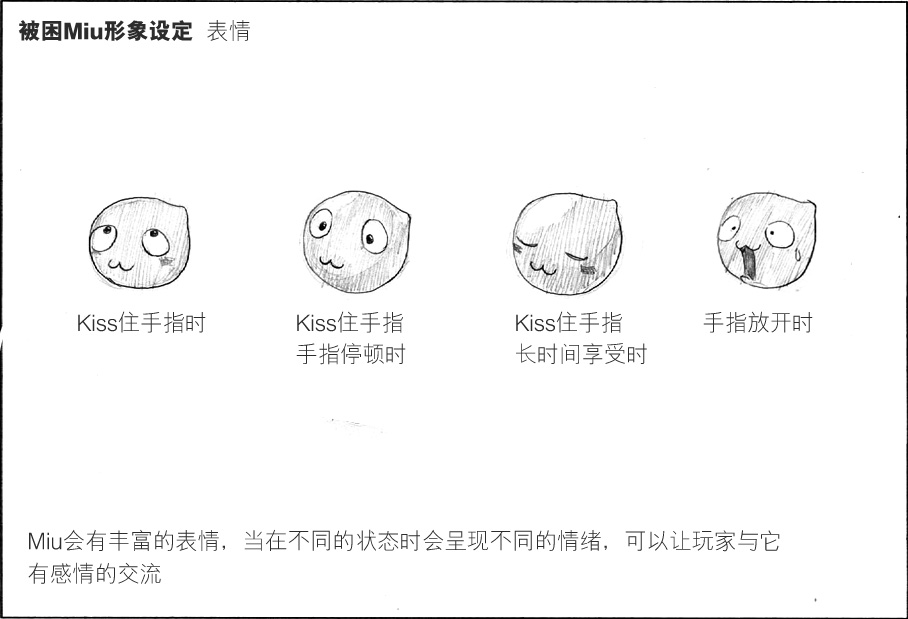 被困Miu形象设定 表情
Kiss住手指时
Kiss住手指
手指停顿时
Kiss住手指
长时间享受时
手指放开时
Miu会有丰富的表情，当在不同的状态时会呈现不同的情绪，可以让玩家与它
有感情的交流